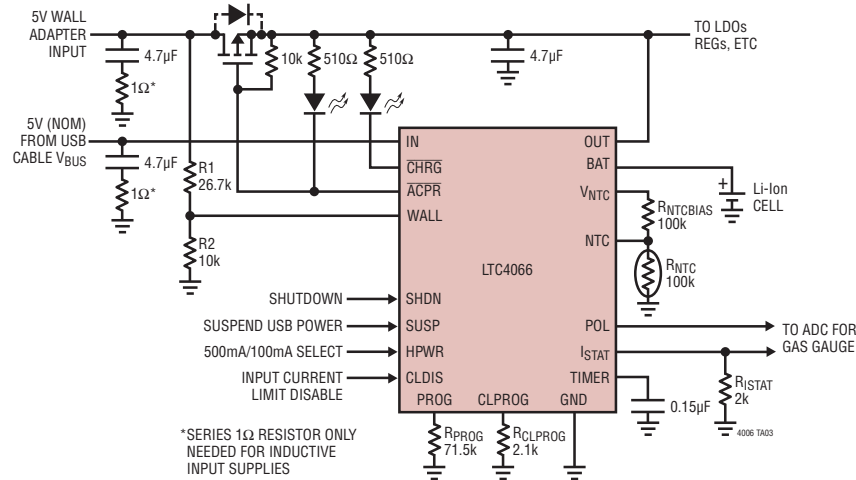 5V WALL
ADAPTER
INPUT
4.7µF
1Ω*
10k
510Ω
510Ω
4.7µF
TO LDOs
REGs, ETC
5V (NOM)
FROM USB
CABLE VBUS
4.7µF
1Ω*
R1
26.7k
R2
10k
IN
CHRG
ACPR
WALL
SHDN
SUSP
HPWR
CLDIS
PROG
CLPROG
GND
LTC4066
OUT
BAT
VNTC
NTC
POL
ISTAT
TIMER
+
Li-Ion
CELL
RNTCBIAS
100k
RNTC
100k
SHUTDOWN
SUSPEND USB POWER
500mA/100mA SELECT
INPUT CURRENT
LIMIT DISABLE
TO ADC FOR
GAS GAUGE
RISTAT
2k
0.15µF
4006 TA03
RPROG
71.5k
RCLPROG
2.1k
*SERIES 1Ω RESISTOR ONLY
NEEDED FOR INDUCTIVE
INPUT SUPPLIES